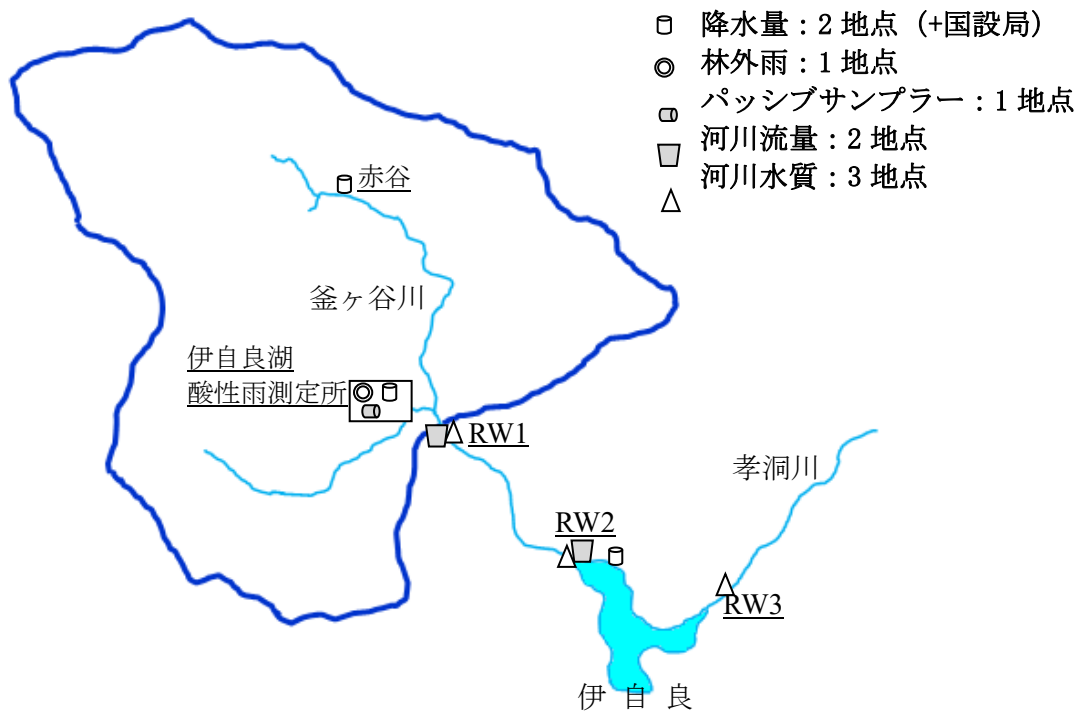 降水量：2 地点 (+国設局)
林外雨：1 地点
パッシブサンプラー：1 地点
河川流量：2 地点
河川水質：3 地点
赤谷
釜ヶ谷川
伊自良湖
酸性雨測定所
RW1
孝洞川
RW2
RW3
伊 自 良